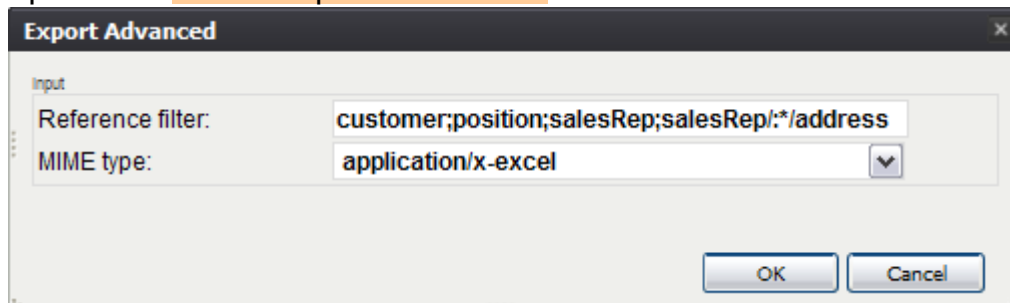 Export Advanced
Input
Reference filter: customer;position;salesRep;salesRep/:*/address
MIME type: application/x-excel
OK Cancel